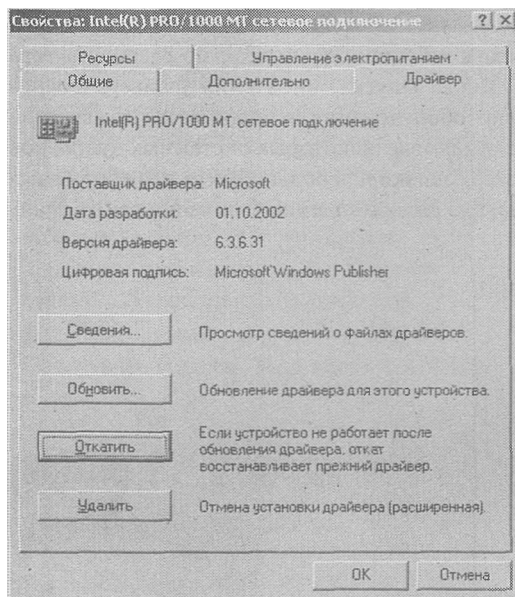 Свойства: Intel(R) PRO/1000 MT сетевое подключение
Ресурсы
Управление электропитанием
Общие
Дополнительно
Драйвер
Intel(R) PRO/1000 MT сетевое подключение
Поставщик драйвера: Microsoft
Дата разработки: 01.10.2002
Версия драйвера: 6.3.6.31
Цифровая подпись: Microsoft Windows Publisher
Сведения...
Просмотр сведений о файлах драйверов.
Обновить...
Обновление драйвера для этого устройства.
Откатить
Если устройство не работает после
обновления драйвера, откат
восстанавливает прежний драйвер.
Удалить
Отмена установки драйвера (расширенная).
OK
Отмена